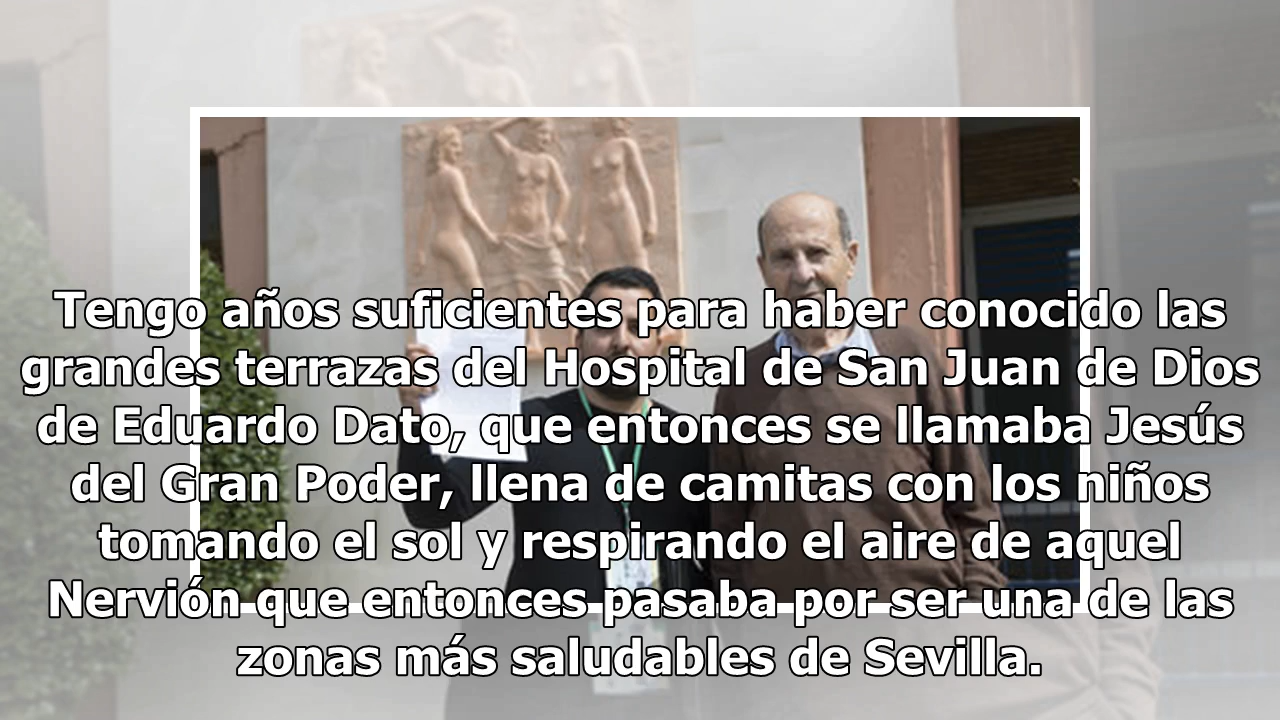 Tengo años suficientes para haber conocido las
grandes terrazas del Hospital de San Juan de Dios
de Eduardo Dato, que entonces se llamaba Jesús
del Gran Poder, llena de camitas con los niños
tomando el sol y respirando el aire de aquel
Nervión que entonces pasaba por ser una de las
zonas más saludables de Sevilla.